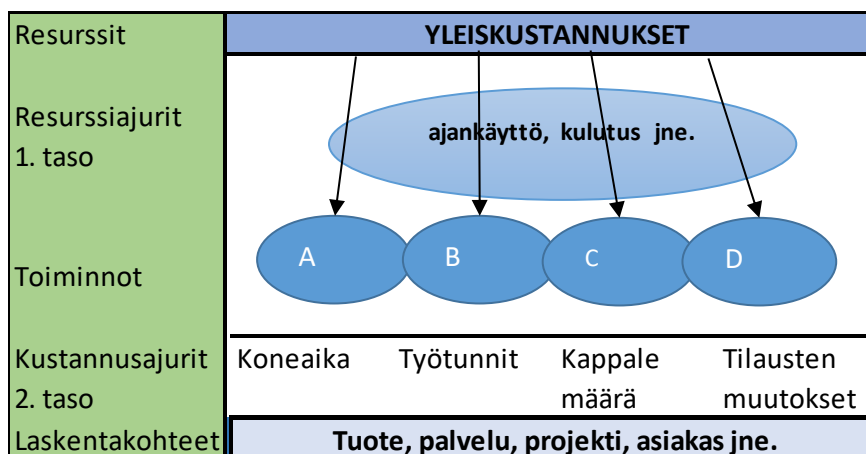 Resurssit
YLEISKUSTANNUKSET
Resurssiajurit
1. taso
ajankäyttö, kulutus jne.
Toiminnot
A
B
C
D
Kustannusajurit
2. taso
Koneaika
Työtunnit
Kappale
määrä
Tilausten
muutokset
Laskentakohteet
Tuote, palvelu, projekti, asiakas jne.